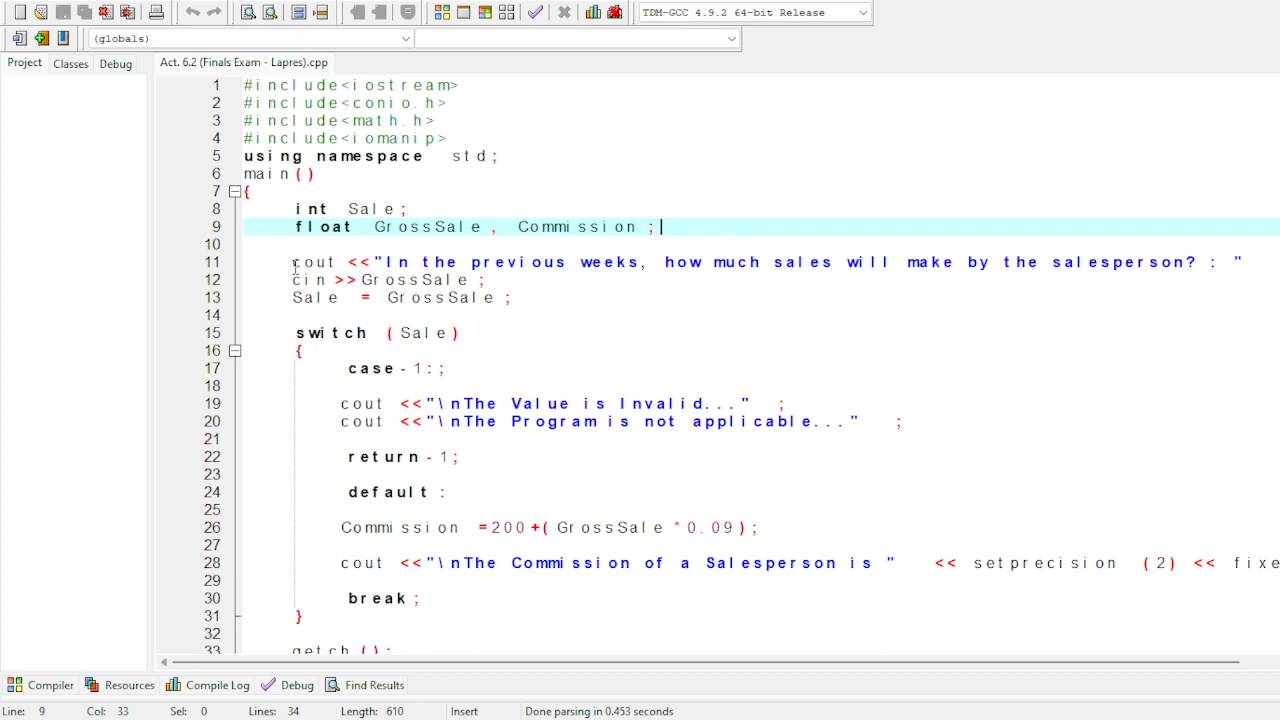 TDM-GCC 4.9.2 64-bit Release
(globals)
Project Classes Debug Act. 6.2 (Finals Exam - Lapres).cpp
1 #include<iostream>
2 #include<conio.h>
3 #include<math.h>
4 #include<iomanip>
5 using namespace std;
6 main()
7 {
8 int Sale;
9 float GrossSale, Commission;
10
11 cout <<"In the previous weeks, how much sales will make by the salesperson? : "
12 cin >>GrossSale;
13 Sale = GrossSale;
14
15 switch (Sale)
16 {
17 case-1:;
18
19 cout <<"\nThe Value is Invalid..." ;
20 cout <<"\nThe Program is not applicable..." ;
21
22 return-1;
23
24 default:
25
26 Commission =200+(GrossSale*0.09);
27
28 cout <<"\nThe Commission of a Salesperson is " << setprecision (2) << fixe
29
30 break;
31 }
32
33 getch();
Compiler Resources Compile Log Debug Find Results
Line: 9 Col: 33 Sel: 0 Lines: 34 Length: 610 Insert Done parsing in 0.453 seconds